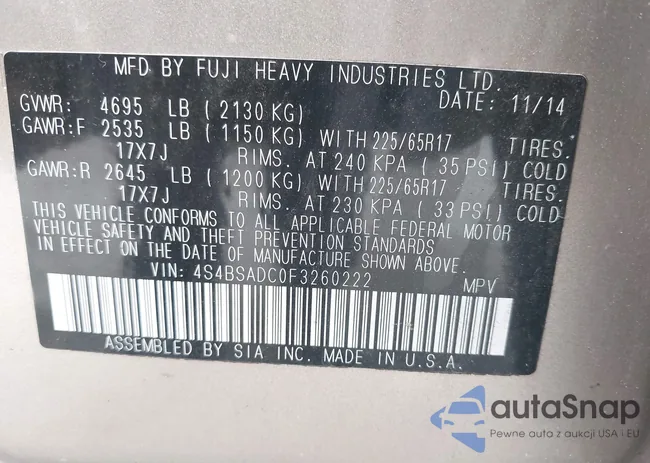 MFD BY FUJI HEAVY INDUSTRIES LTD.
DATE: 11/14
GVWR: 4695 LB (2130 KG)
GAWR:F 2535 LB (1150 KG) WITH 225/65R17 TIRES.
17X7J RIMS. AT 240 KPA (35 PSI) COLD
GAWR:R 2645 LB (1200 KG) WITH 225/65R17 TIRES.
17X7J RIMS. AT 230 KPA (33 PSI) COLD
THIS VEHICLE CONFORMS TO ALL APPLICABLE FEDERAL MOTOR
VEHICLE SAFETY AND THEFT PREVENTION STANDARDS
IN EFFECT ON THE DATE OF MANUFACTURE SHOWN ABOVE.
VIN: 4S4BSADC0F3260222 MPV
ASSEMBLED BY SIA INC. MADE IN U.S.A.
autaSnap
Pewne auta z aukcji USA i EU